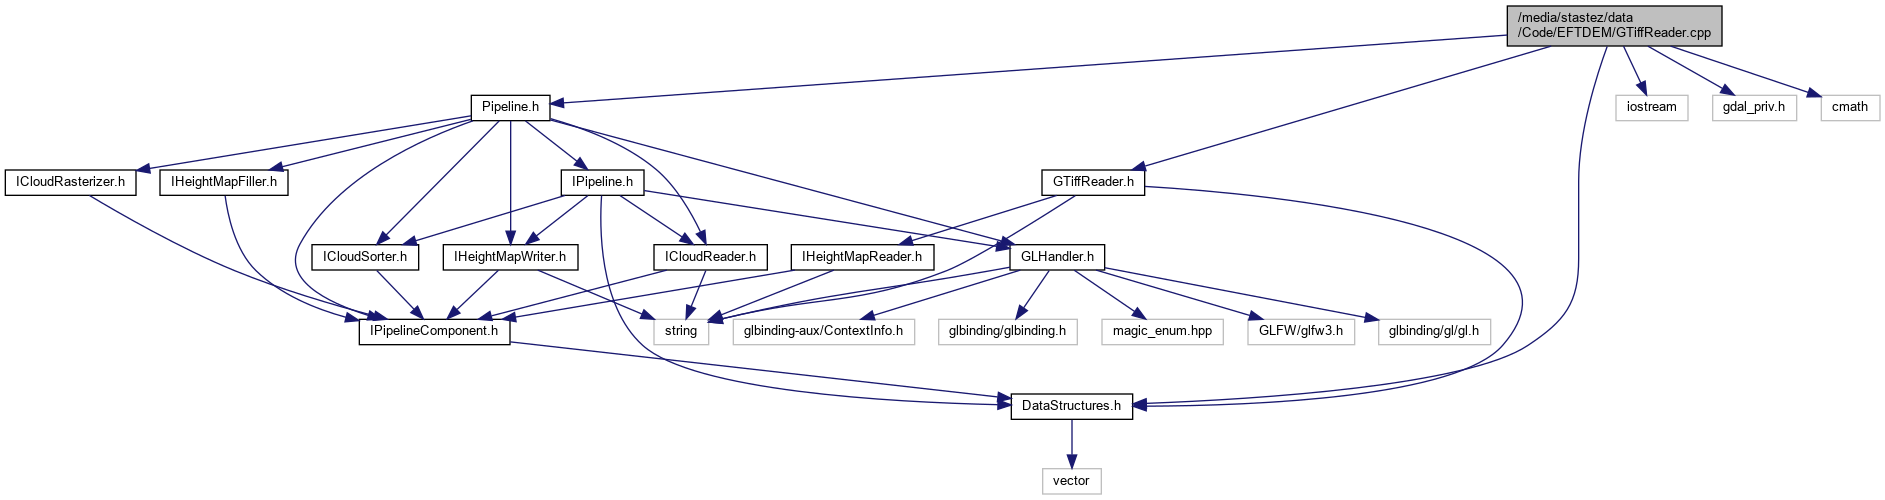 /media/stastez/data
/Code/EFTDEM/GTiffReader.cpp
Pipeline.h
iostream
gdal_priv.h
cmath
ICloudRasterizer.h
IHeightMapFiller.h
IPipeline.h
GTiffReader.h
ICloudSorter.h
IHeightMapWriter.h
ICloudReader.h
IHeightMapReader.h
GLHandler.h
IPipelineComponent.h
string
glbinding-aux/ContextInfo.h
glbinding/glbinding.h
magic_enum.hpp
GLFW/glfw3.h
glbinding/gl/gl.h
DataStructures.h
vector